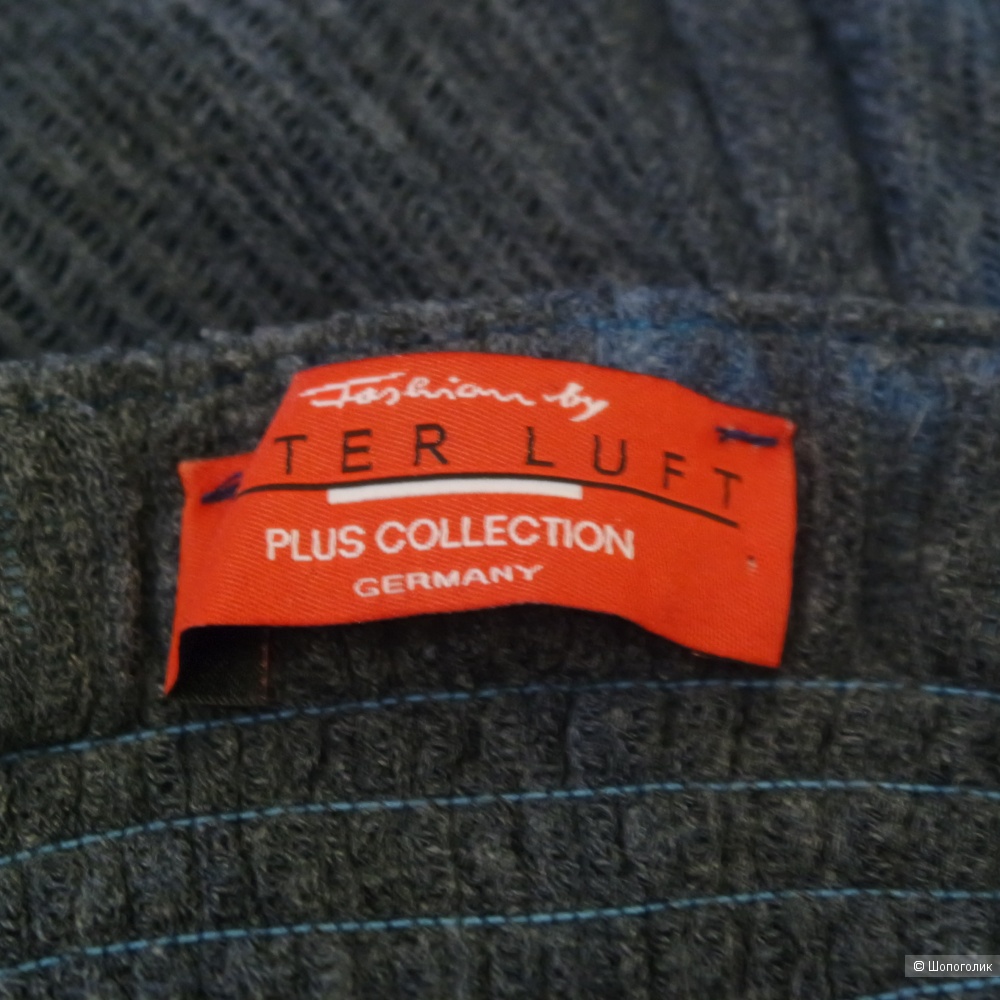 Fashion by
TER LUFT
PLUS COLLECTION
GERMANY
© Шопоголик